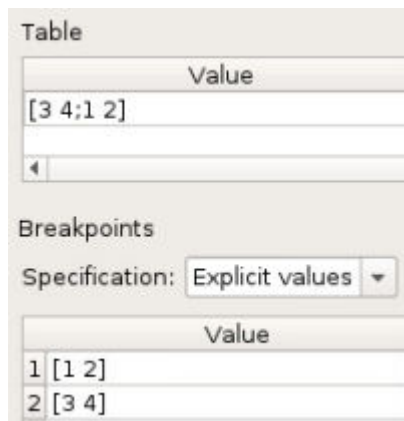 Table
Value
[3 4;1 2]
Breakpoints
Specification: Explicit values
Value
1 [1 2]
2 [3 4]